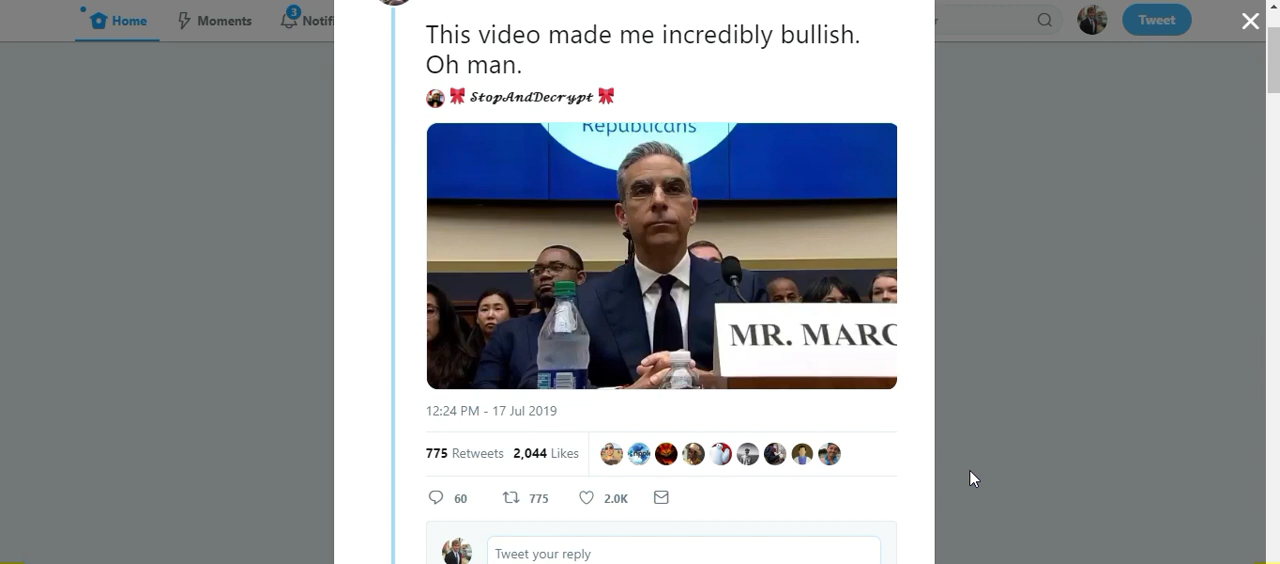 Home
Moments
3
Notifi
r
Tweet
This video made me incredibly bullish.
Oh man.
🎀 𝓢𝓽𝓸𝓹𝓐𝓷𝓭𝓓𝓮𝓬𝓻𝔂𝓹𝓽 🎀
Republicans
MR. MARC
12:24 PM - 17 Jul 2019
775 Retweets 2,044 Likes
60 775 2.0K
Tweet your reply